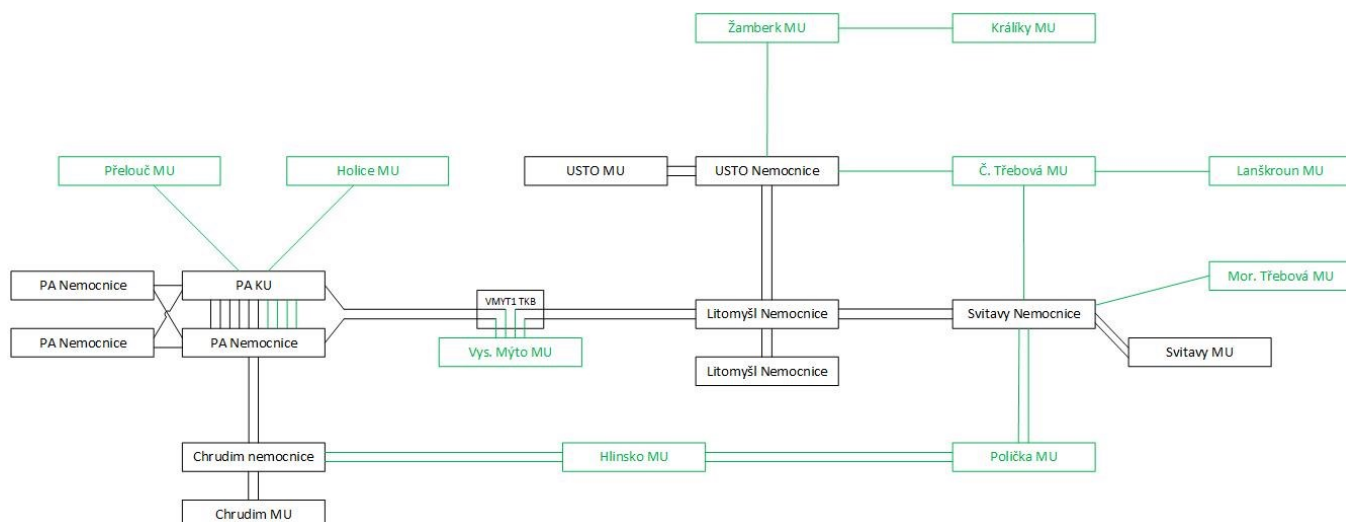 Žamberk MU
Králíky MU
Přelouč MU
Holice MU
USTO MU
USTO Nemocnice
Č. Třebová MU
Lanškroun MU
PA Nemocnice
PA KU
Mor. Třebová MU
VMYT1 TKB
Litomyšl Nemocnice
Svitavy Nemocnice
PA Nemocnice
PA Nemocnice
Vys. Mýto MU
Svitavy MU
Litomyšl Nemocnice
Chrudim nemocnice
Hlinsko MU
Polička MU
Chrudim MU